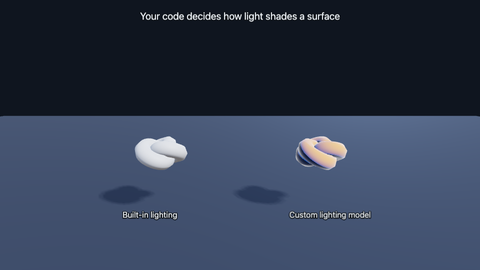 Your code decides how light shades a surface
Built-in lighting
Custom lighting model